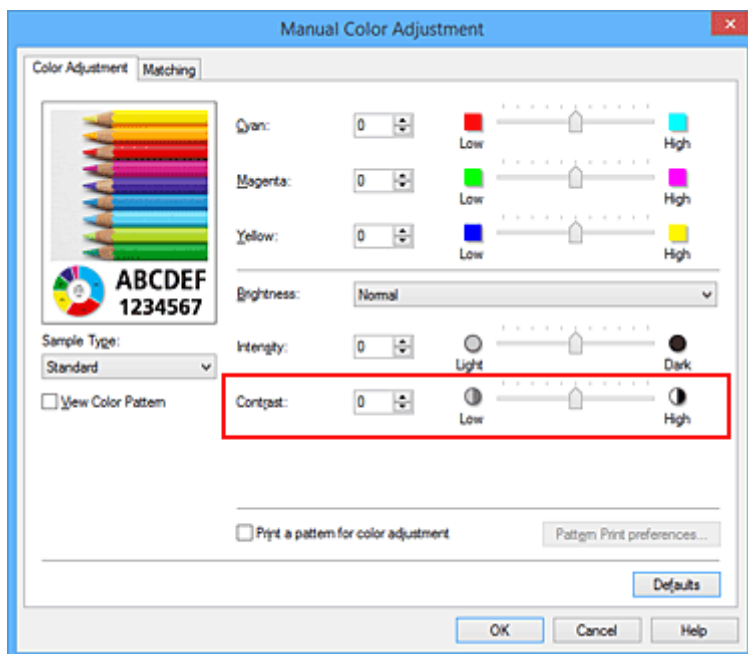 Manual Color Adjustment
×
Color Adjustment
Matching
Cyan:
0
Low
High
Magenta:
0
Low
High
Yellow:
0
Low
High
ABCDEF
1234567
Brightness:
Normal
Sample Type:
Standard
Intensity:
0
Light
Dark
View Color Pattern
Contrast:
0
Low
High
Print a pattern for color adjustment
Pattern Print preferences...
Defaults
OK
Cancel
Help